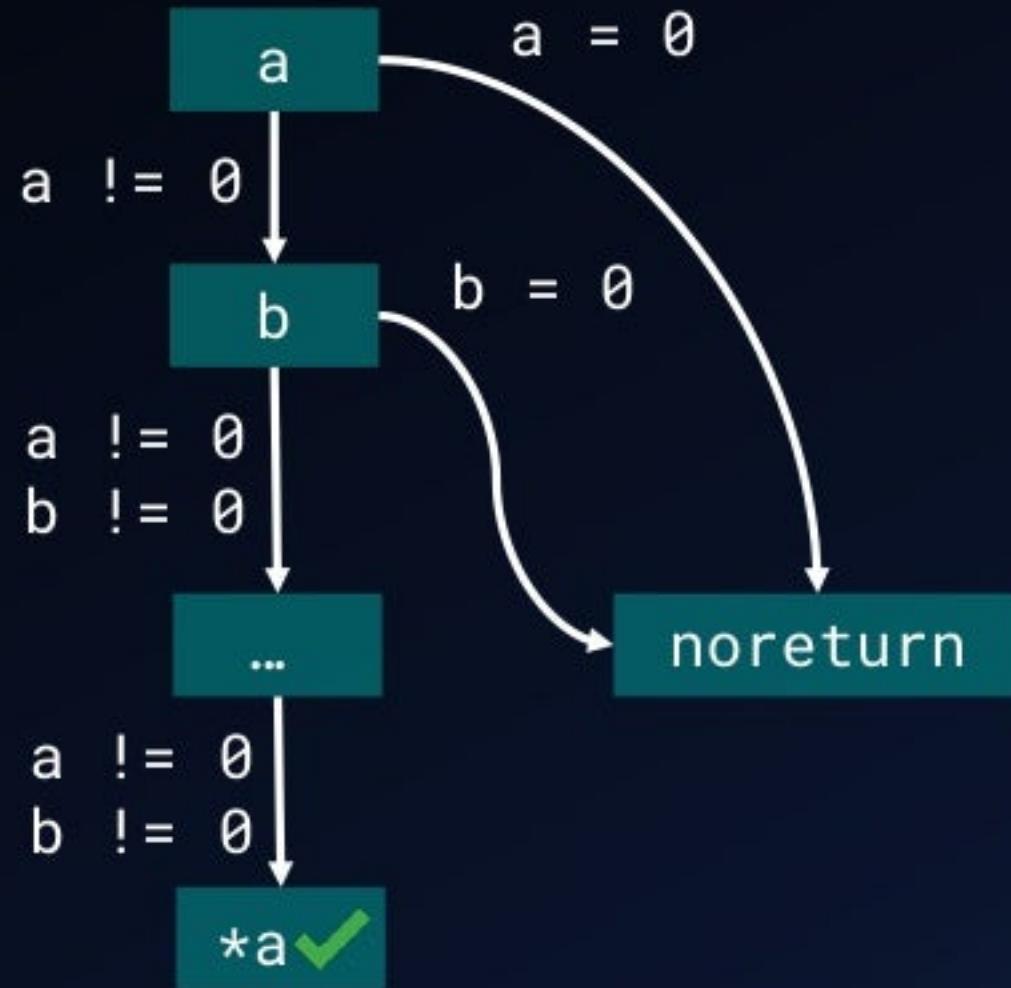 a
a = 0
a != 0
b
b = 0
a != 0
b != 0
…
noreturn
a != 0
b != 0
*a